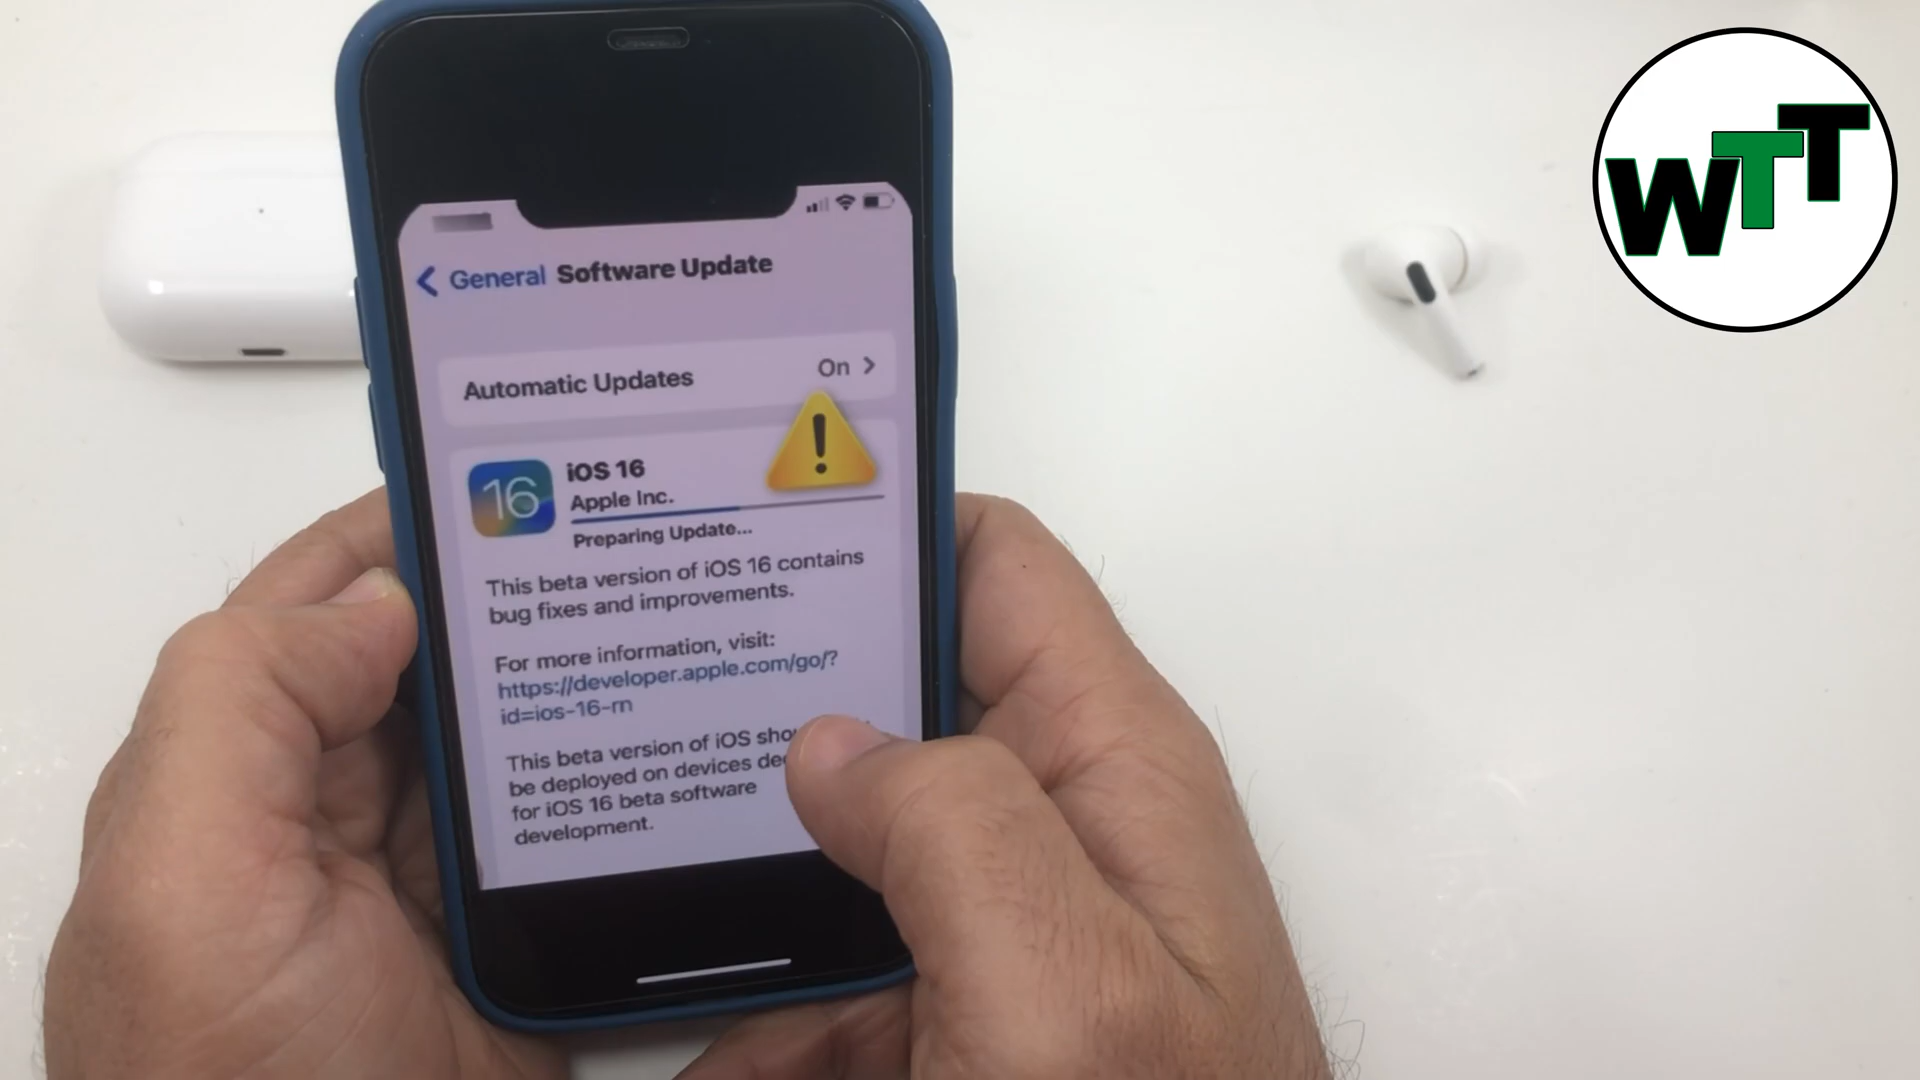 WTT
General Software Update
Automatic Updates On
16 iOS 16
Apple Inc.
Preparing Update...
This beta version of iOS 16 contains
bug fixes and improvements.
For more information, visit:
https://developer.apple.com/go/?
id=ios-16-rn
This beta version of iOS
be deployed on devices
for iOS 16 beta software
development.